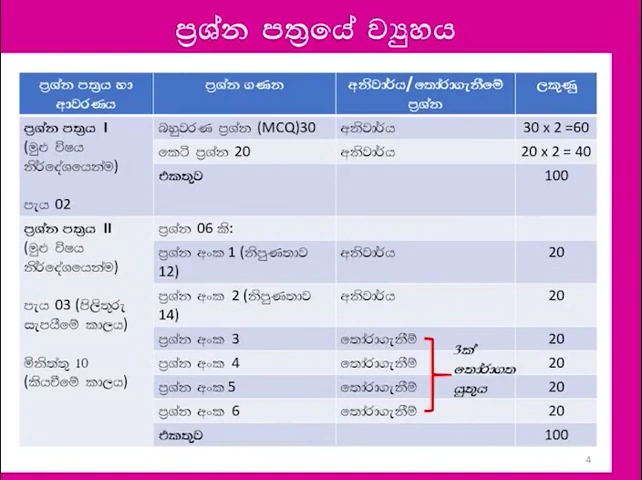 ප්‍රශ්න පත්‍රයේ ව්‍යුහය
ප්‍රශ්න පත්‍රය හා ආවරණය
ප්‍රශ්න ගණන
අනිවාර්ය/තෝරාගැනීමේ ප්‍රශ්න
ලකුණු
ප්‍රශ්න පත්‍රය I
(මුළු විෂය
නිර්දේශයෙන්ම)
පැය 02
බහුවරණ ප්‍රශ්න (MCQ)30 අනිවාර්ය 30 x 2 =60
කෙටි ප්‍රශ්න 20 අනිවාර්ය 20 x 2 = 40
එකතුව 100
ප්‍රශ්න පත්‍රය II
(මුළු විෂය
නිර්දේශයෙන්ම)
පැය 03 (පිලිතුරු
සැපයීමේ කාලය)
මිනිත්තු 10
(කියවීමේ කාලය)
ප්‍රශ්න 06 කි:
ප්‍රශ්න අංක 1 (නිපුණතාව
12) අනිවාර්ය 20
ප්‍රශ්න අංක 2 (නිපුණතාව
14) අනිවාර්ය 20
ප්‍රශ්න අංක 3 තෝරාගැනීම් 20
ප්‍රශ්න අංක 4 තෝරාගැනීම් 20
ප්‍රශ්න අංක 5 තෝරාගැනීම් 20
ප්‍රශ්න අංක 6 තෝරාගැනීම් 20
3ක්
තෝරාගත
යුතුය
එකතුව 100
4